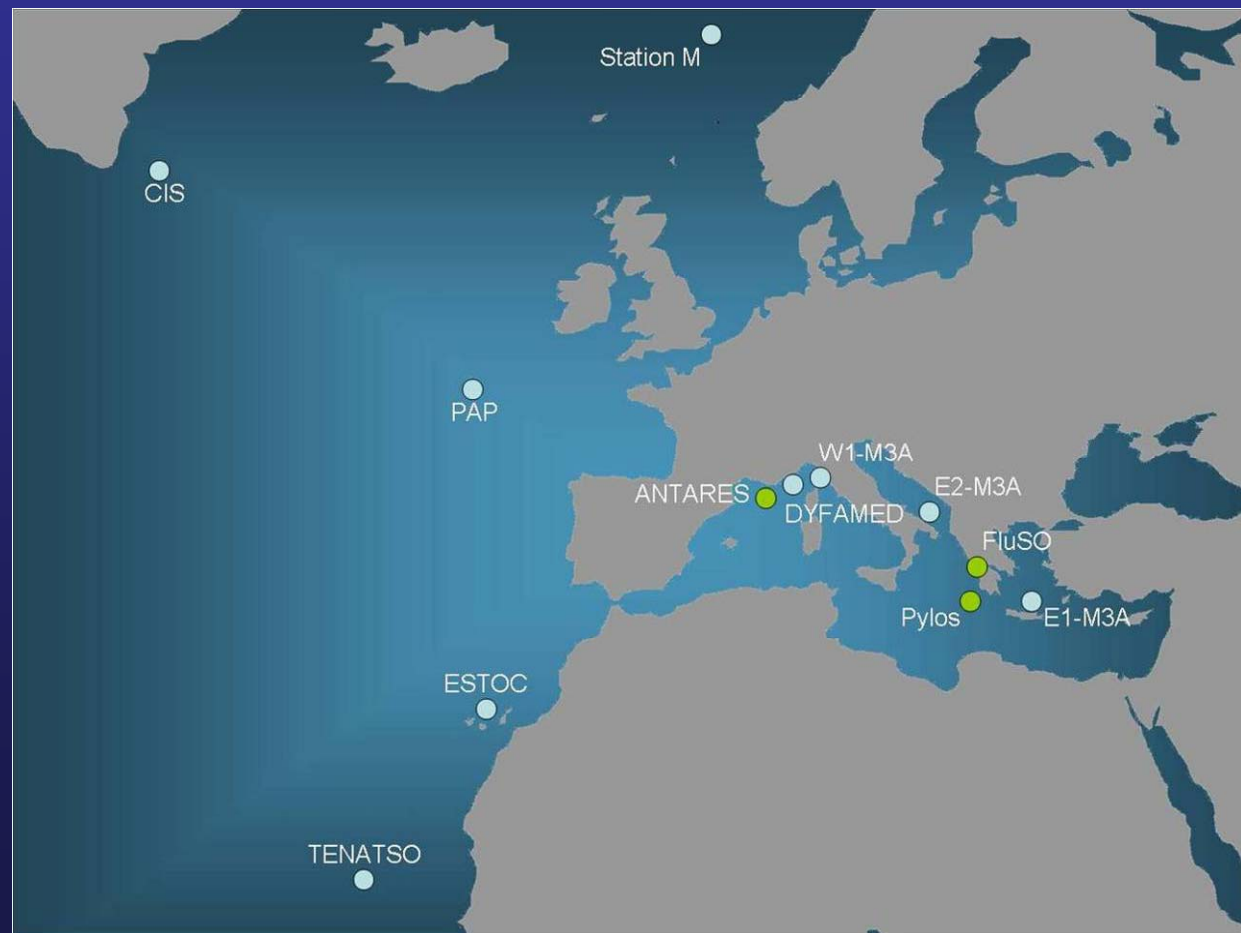 Station M
CIS
PAP
W1-M3A
ANTARES
DYFAMED
E2-M3A
FluSO
Pylos
E1-M3A
ESTOC
TENATSO